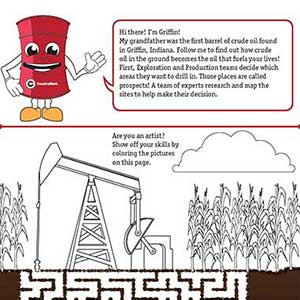 Hi there! I'm Griffin!
My grandfather was the first barrel of crude oil found
in Griffin, Indiana. Follow me to find out how crude
oil in the ground becomes the oil that fuels your lives!
First, Exploration and Production teams decide which
areas they want to drill in. Those places are called
prospects! A team of experts research and map the
sites to help make their decision.
CountryMark
Are you an artist?
Show off your skills by
coloring the pictures
on this page.